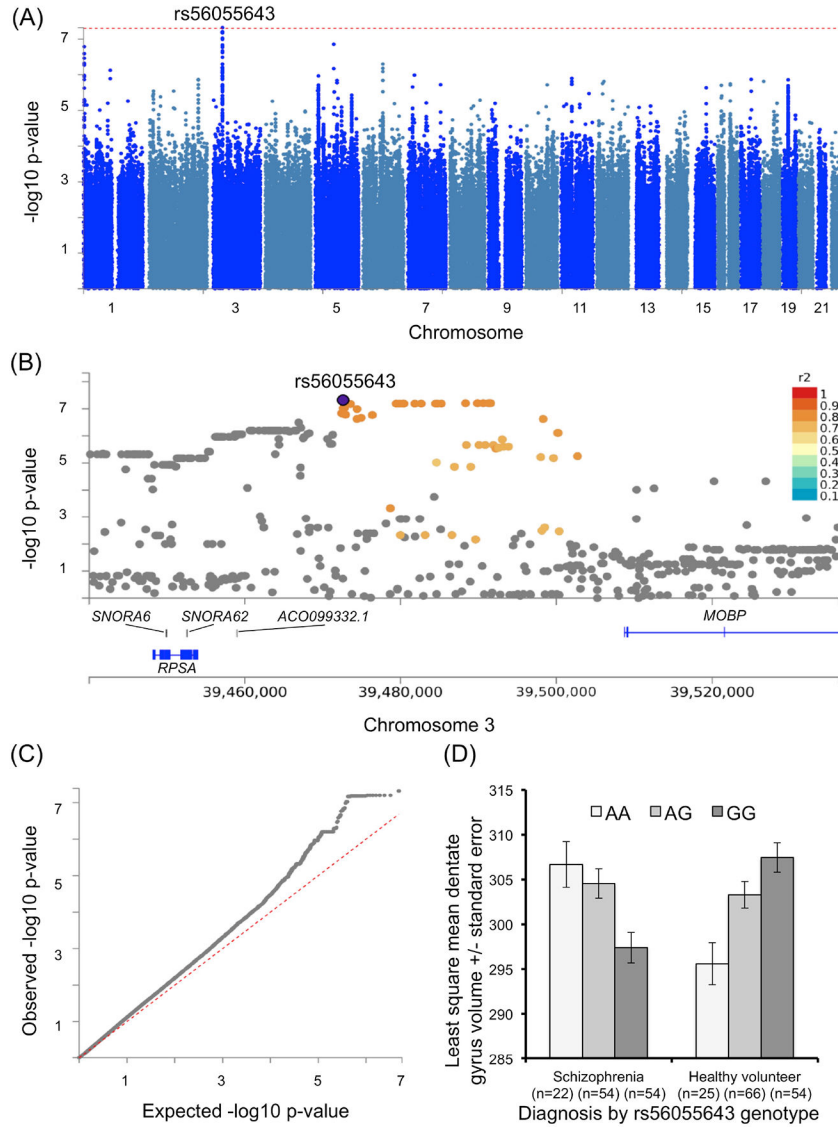 (A)
rs56055643
-log10 p-value
7
5
3
1
1 3 5 7 9 11 13 15 17 19 21
Chromosome
(B)
rs56055643
-log10 p-value
7
5
3
1
r2
1
0.9
0.8
0.7
0.6
0.5
0.4
0.3
0.2
0.1
SNORA6 SNORA62 ACO099332.1 MOBP
RPSA
39,460,000 39,480,000 39,500,000 39,520,000
Chromosome 3
(C)
Observed -log10 p-value
7
5
3
1
1 3 5 7
Expected -log10 p-value
(D)
Least square mean dentate
gyrus volume +/- standard error
315
310
305
300
295
290
285
AA AG GG
Schizophrenia Healthy volunteer
(n=22) (n=54) (n=54) (n=25) (n=66) (n=54)
Diagnosis by rs56055643 genotype